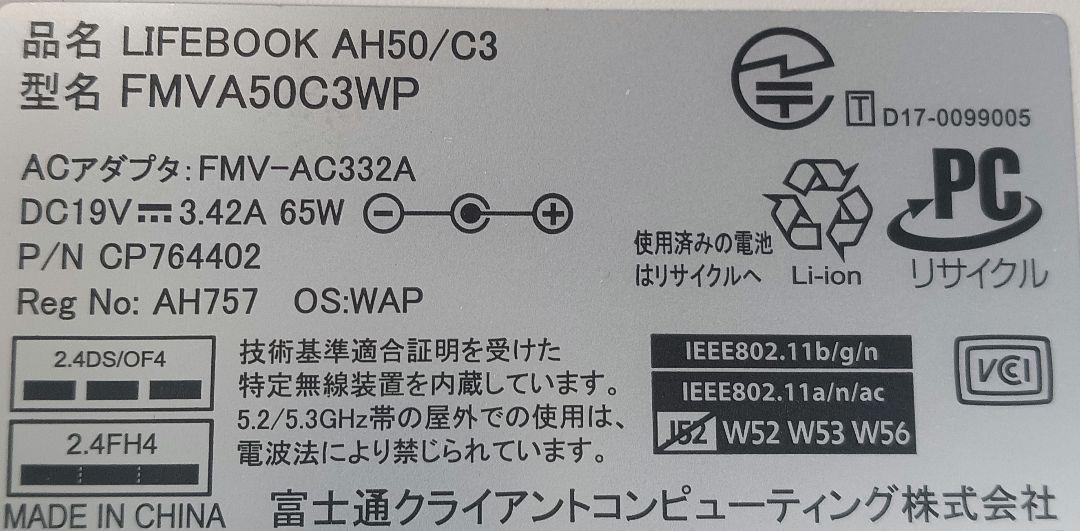 品名 LIFEBOOK AH50/C3
型名 FMVA50C3WP
T D17-0099005
ACアダプタ:FMV-AC332A
DC19V 3.42A 65W
P/N CP764402
Reg No: AH757 OS:WAP
使用済みの電池
はリサイクルへ
Li-ion
PC
リサイクル
2.4DS/OF4
2.4FH4
MADE IN CHINA
技術基準適合証明を受けた
特定無線装置を内蔵しています。
5.2/5.3GHz帯の屋外での使用は、
電波法により禁じられています。
IEEE802.11b/g/n
IEEE802.11a/n/ac
J52 W52 W53 W56
VCI
富士通クライアントコンピューティング株式会社